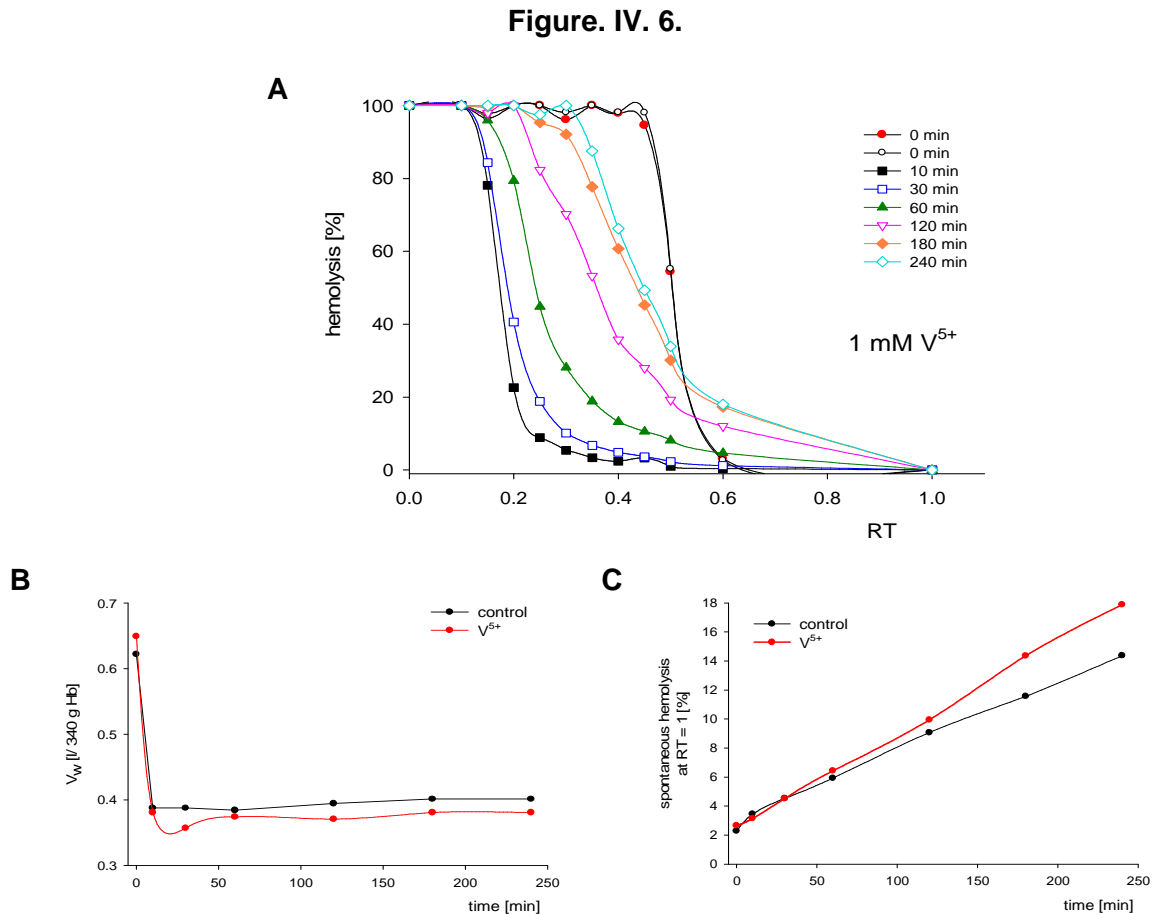 Figure. IV. 6.
A
hemolysis [%]
100
80
60
40
20
0
0.0 0.2 0.4 0.6 0.8 1.0
RT
0 min
0 min
10 min
30 min
60 min
120 min
180 min
240 min
1 mM V⁵⁺
B
V_W [l/ 340 g Hb]
0.7
0.6
0.5
0.4
0.3
0 50 100 150 200 250
time [min]
control
V⁵⁺
C
spontaneous hemolysis
at RT = 1 [%]
18
16
14
12
10
8
6
4
2
0
0 50 100 150 200 250
time [min]
control
V⁵⁺